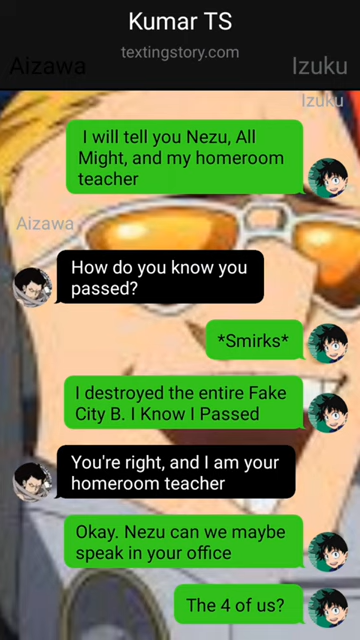 Kumar TS
textingstory.com
Aizawa
Izuku
Izuku
I will tell you Nezu, All
Might, and my homeroom
teacher
Aizawa
How do you know you
passed?
*Smirks*
I destroyed the entire Fake
City B. I Know I Passed
You're right, and I am your
homeroom teacher
Okay. Nezu can we maybe
speak in your office
The 4 of us?